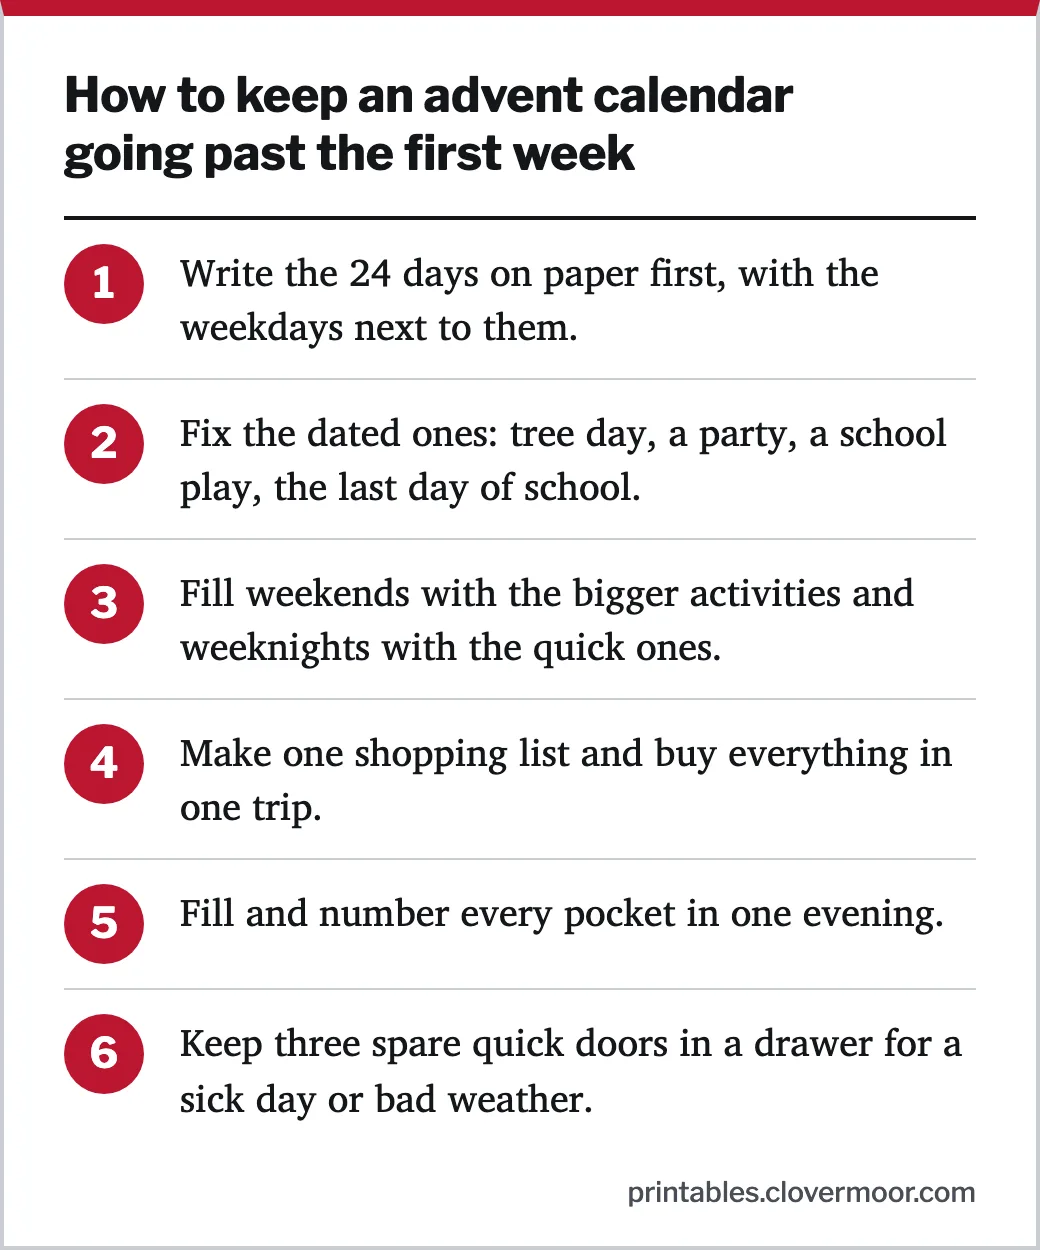 How to keep an advent calendar
going past the first week
1
Write the 24 days on paper first, with the
weekdays next to them.
2
Fix the dated ones: tree day, a party, a school
play, the last day of school.
3
Fill weekends with the bigger activities and
weeknights with the quick ones.
4
Make one shopping list and buy everything in
one trip.
5
Fill and number every pocket in one evening.
6
Keep three spare quick doors in a drawer for a
sick day or bad weather.
printables.clovermoor.com